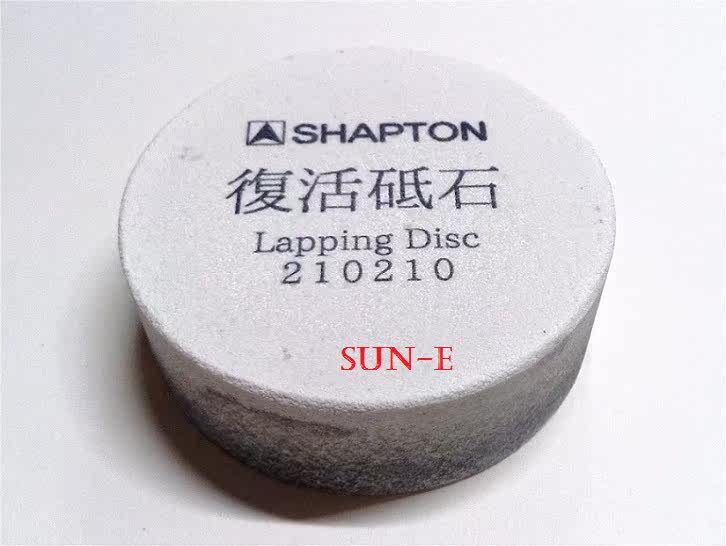 SHAPTON
復活砥石
Lapping Disc
210210
SUN-E